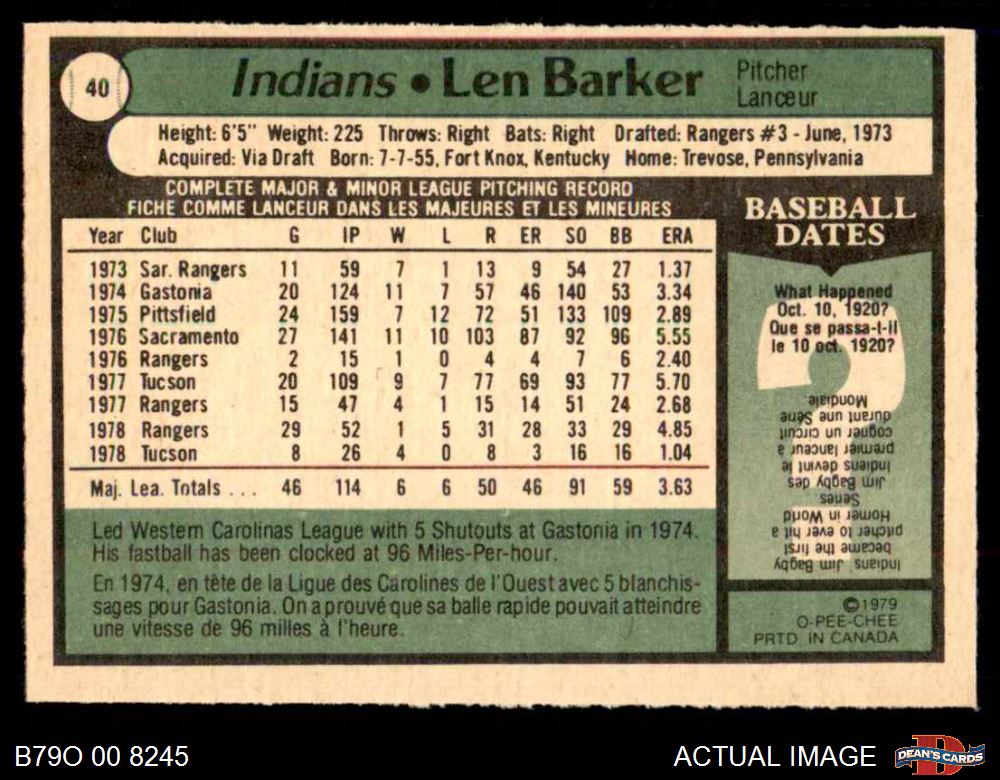 40
Indians • Len Barker
Pitcher
Lanceur
Height: 6'5" Weight: 225 Throws: Right Bats: Right Drafted: Rangers #3 - June, 1973
Acquired: Via Draft Born: 7-7-55, Fort Knox, Kentucky Home: Trevose, Pennsylvania
COMPLETE MAJOR & MINOR LEAGUE PITCHING RECORD
FICHE COMME LANCEUR DANS LES MAJEURES ET LES MINEURES
Year Club G IP W L R ER SO BB ERA
1973 Sar. Rangers 11 59 7 1 13 9 54 27 1.37
1974 Gastonia 20 124 11 7 57 46 140 53 3.34
1975 Pittsfield 24 159 7 12 72 51 133 109 2.89
1976 Sacramento 27 141 11 10 103 87 92 96 5.55
1976 Rangers 2 15 1 0 4 4 7 6 2.40
1977 Tucson 20 109 9 7 77 69 93 77 5.70
1977 Rangers 15 47 4 1 15 14 51 24 2.68
1978 Rangers 29 52 1 5 31 28 33 29 4.85
1978 Tucson 8 26 4 0 8 3 16 16 1.04
Maj. Lea. Totals . . . 46 114 6 6 50 46 91 59 3.63
Led Western Carolinas League with 5 Shutouts at Gastonia in 1974.
His fastball has been clocked at 96 Miles-Per-hour.
En 1974, en tête de la Ligue des Carolines de l'Ouest avec 5 blanchis-
sages pour Gastonia. On a prouvé que sa balle rapide pouvait atteindre
une vitesse de 96 milles à l'heure.
BASEBALL
DATES
What Happened
Oct. 10, 1920?
Que se passa-t-il
le 10 oct. 1920?
Indians' Jim Bagby
became the first
pitcher to ever hit a
Homer in World
Series
Jim Bagby des
Indiens devint le
premier lanceur à
cogner un circuit
durant une Série
Mondiale
©1979
O-PEE-CHEE
PRTD IN CANADA
B79O 00 8245
ACTUAL IMAGE
D
DEAN'S CARDS